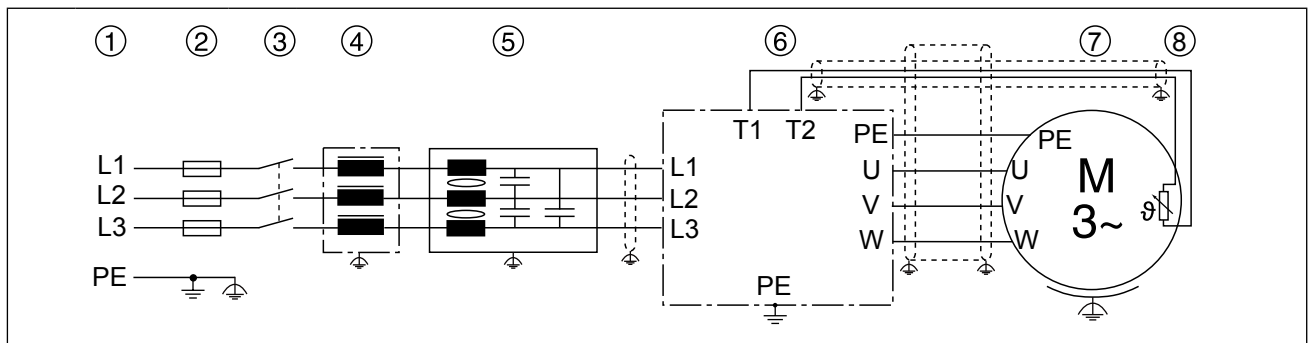 ① ② ③ ④ ⑤ ⑥ ⑦ ⑧
T1 T2
PE PE
L1 L1 U U
M
L2 L2 V V
3~
ϑ
L3 L3 W W
PE PE